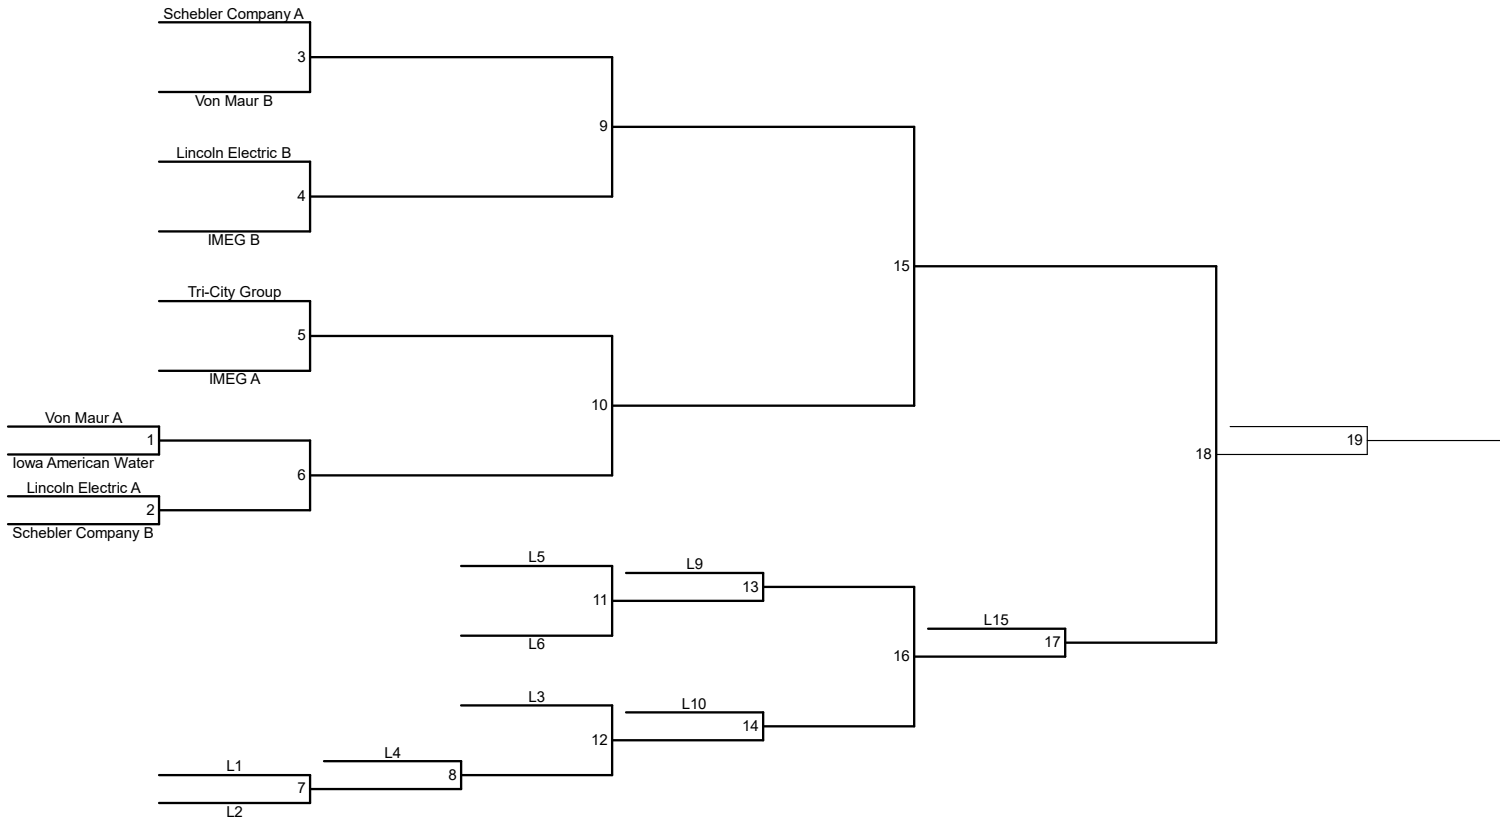 Schebler Company A
3
Von Maur B
9
Lincoln Electric B
4
IMEG B
15
Tri-City Group
5
IMEG A
10
Von Maur A
1
Iowa American Water
6
Lincoln Electric A
2
Schebler Company B
19
18
L5
L9
13
11
L6
L15
17
16
L3
L10
14
12
L4
8
L1
7
L2